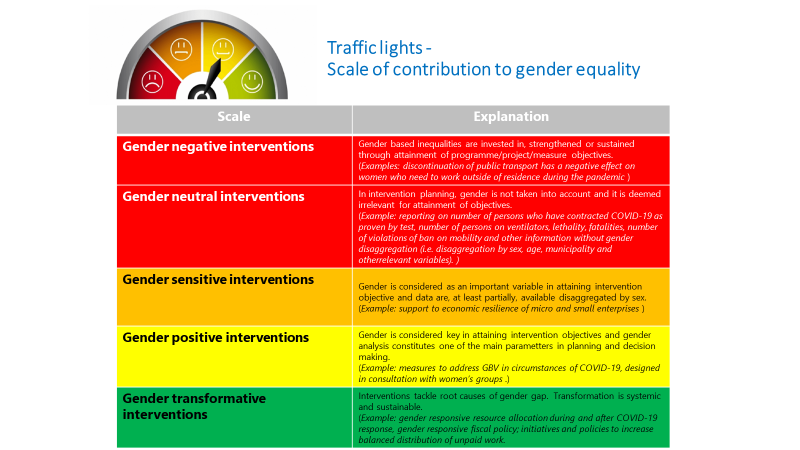 Traffic lights -
Scale of contribution to gender equality
Scale
Explanation
Gender negative interventions
Gender based inequalities are invested in, strengthened or sustained
through attainment of programme/project/measure objectives.
(Examples: discontinuation of public transport has a negative effect on
women who need to work outside of residence during the pandemic )
Gender neutral interventions
In intervention planning, gender is not taken into account and it is deemed
irrelevant for attainment of objectives.
(Example: reporting on number of persons who have contracted COVID-19 as
proven by test, number of persons on ventilators, lethality, fatalities, number
of violations of ban on mobility and other information without gender
disaggregation (i.e. disaggregation by sex, age, municipality and
otherrelevant variables). )
Gender sensitive interventions
Gender is considered as an important variable in attaining intervention
objective and data are, at least partially, available disaggregated by sex.
(Example: support to economic resilience of micro and small enterprises )
Gender positive interventions
Gender is considered key in attaining intervention objectives and gender
analysis constitutes one of the main parametters in planning and decision
making.
(Example: measures to address GBV in circumstances of COVID-19, designed
in consultation with women's groups .)
Gender transformative
interventions
Interventions tackle root causes of gender gap. Transformation is systemic
and sustainable.
(Example: gender responsive resource allocation during and after COVID-19
response, gender responsive fiscal policy; initiatives and policies to increase
balanced distribution of unpaid work.